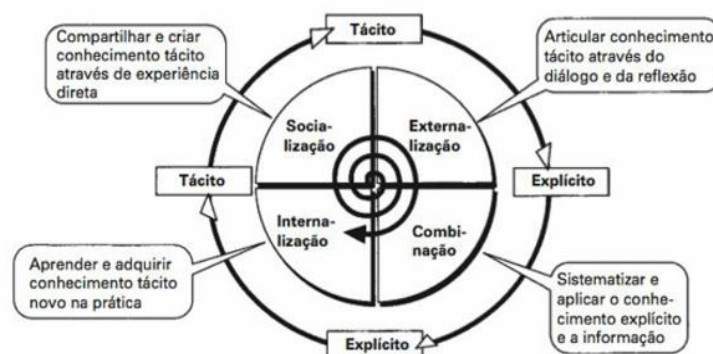 Compartilhar e criar
conhecimento tácito
através de experiência
direta
Tácito
Articular conhecimento
tácito através do
diálogo e da reflexão
Socia-
lização
Externa-
lização
Tácito
Explícito
Interna-
lização
Combi-
nação
Aprender e adquirir
conhecimento tácito
novo na prática
Sistematizar e
aplicar o conhe-
cimento explícito
e a informação
Explícito